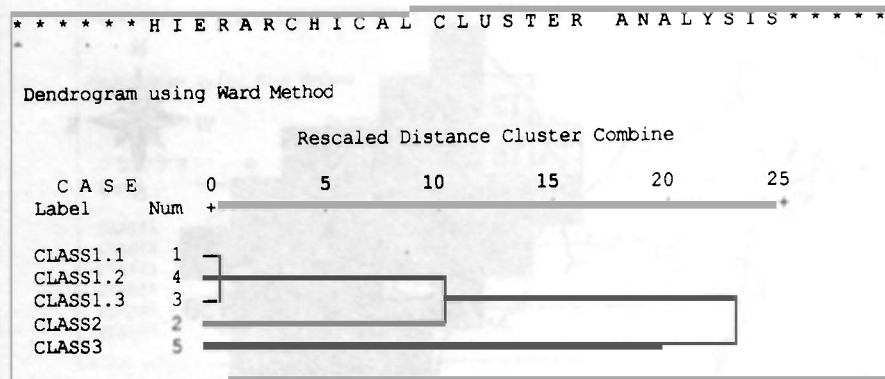 * * * * * * H I E R A R C H I C A L C L U S T E R A N A L Y S I S * * * * *
Dendrogram using Ward Method
Rescaled Distance Cluster Combine
C A S E 0 5 10 15 20 25
Label Num +
CLASS1.1 1
CLASS1.2 4
CLASS1.3 3
CLASS2 2
CLASS3 5